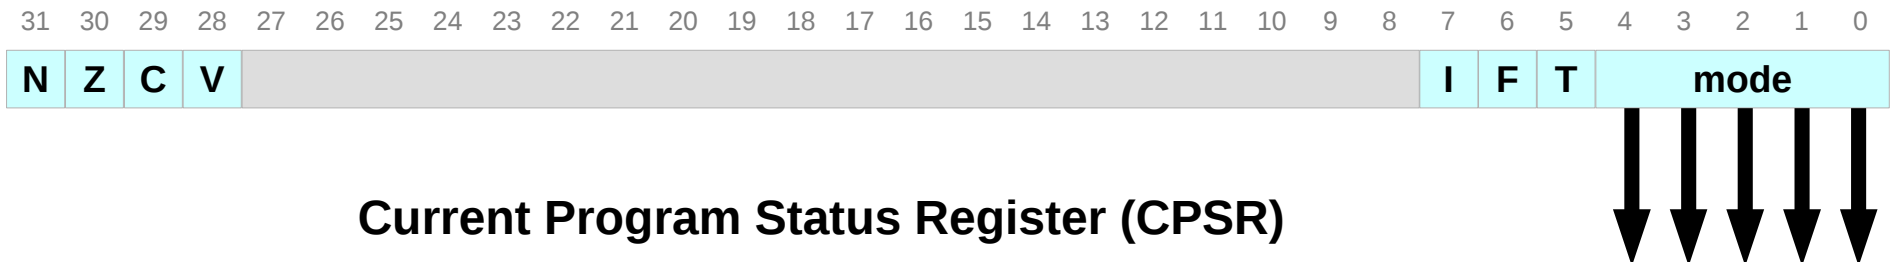 31 30 29 28 27 26 25 24 23 22 21 20 19 18 17 16 15 14 13 12 11 10 9 8 7 6 5 4 3 2 1 0
N Z C V I F T mode
Current Program Status Register (CPSR)